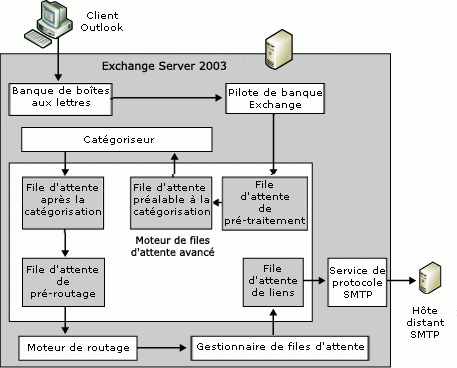 Client
Outlook
Exchange Server 2003
Banque de boîtes
aux lettres
Pilote de banque
Exchange
Catégoriseur
File d'attente
après la
catégorisation
File d'attente
préalable à la
catégorisation
File
d'attente
de
pré-traitement
Moteur de files
d'attente avancé
File d'attente
de
pré-routage
File
d'attente
de liens
Service de
protocole
SMTP
Hôte
distant
SMTP
Moteur de routage
Gestionnaire de files d'attente